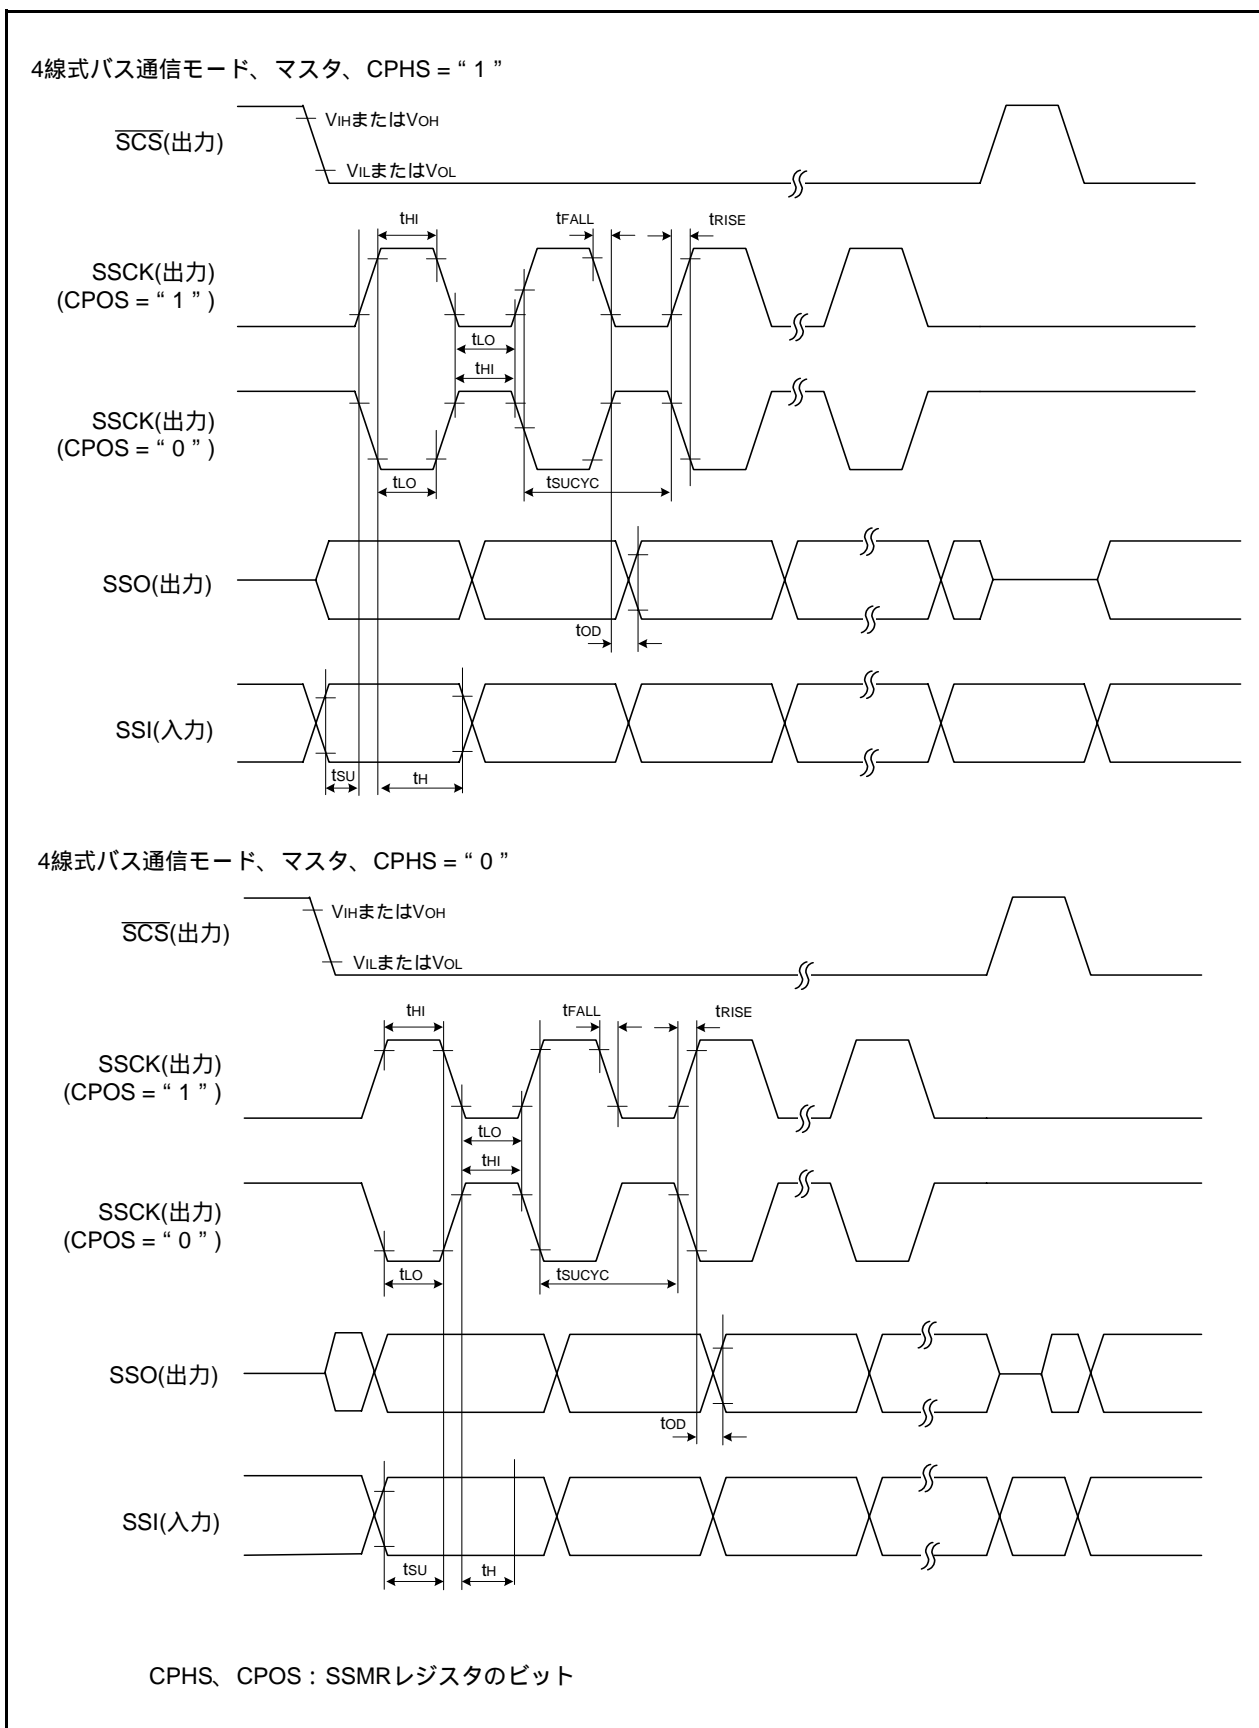 4線式バス通信モード、マスタ、CPHS = “ 1 ”
SCS(出力)
VIHまたはVOH
VILまたはVOL
tHI
tFALL
tRISE
SSCK(出力)
(CPOS = “ 1 ” )
tLO
tHI
SSCK(出力)
(CPOS = “ 0 ” )
tLO
tSUCYC
SSO(出力)
tOD
SSI(入力)
tSU
tH
4線式バス通信モード、マスタ、CPHS = “ 0 ”
SCS(出力)
VIHまたはVOH
VILまたはVOL
tHI
tFALL
tRISE
SSCK(出力)
(CPOS = “ 1 ” )
tLO
tHI
SSCK(出力)
(CPOS = “ 0 ” )
tLO
tSUCYC
SSO(出力)
tOD
SSI(入力)
tSU
tH
CPHS、CPOS：SSMRレジスタのビット